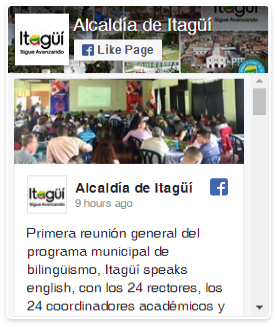 Alcaldía de Itagüí
Itagüí
Sigue Avanzando
Like Page
Itagüí
Sigue Avanzando
Alcaldía de Itagüí
9 hours ago
Primera reunión general del
programa municipal de
bilingüismo, Itagüí speaks
english, con los 24 rectores, los
24 coordinadores académicos y